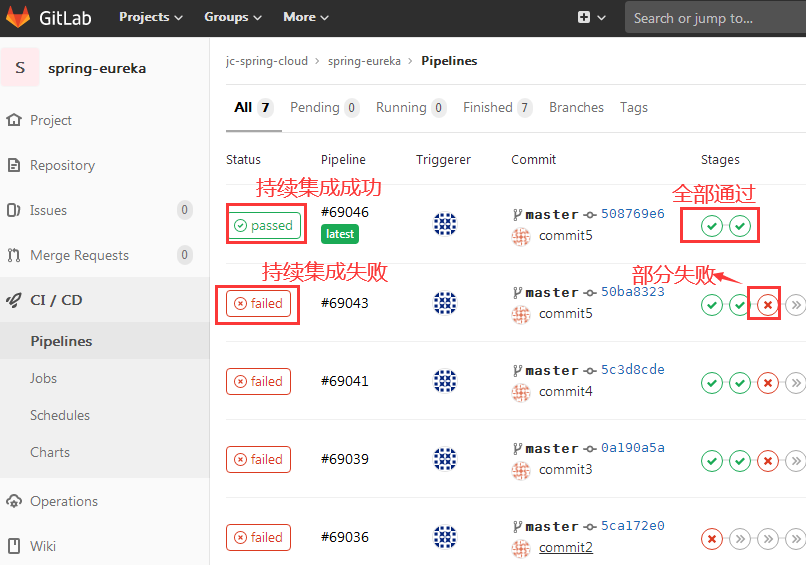 GitLab Projects Groups More Search or jump to...
S spring-eureka
Project
Repository
Issues 0
Merge Requests 0
CI / CD
Pipelines
Jobs
Schedules
Charts
Operations
Wiki
jc-spring-cloud > spring-eureka > Pipelines
All 7 Pending 0 Running 0 Finished 7 Branches Tags
Status Pipeline Triggerer Commit Stages
持续集成成功 全部通过
passed #69046 master 508769e6
latest commit5
持续集成失败 部分失败
failed #69043 master 50ba8323
commit5
failed #69041 master 5c3d8cde
commit4
failed #69039 master 0a190a5a
commit3
failed #69036 master 5ca172e0
commit2